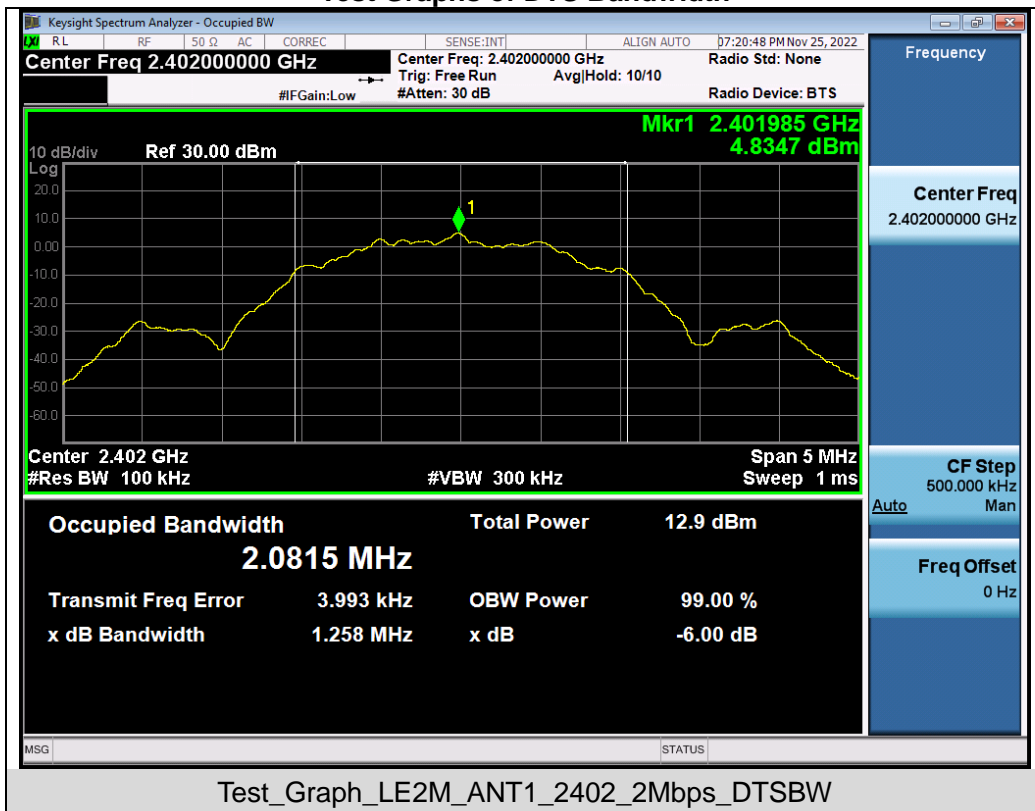 Test Graphs of DTS Bandwidth
Keysight Spectrum Analyzer - Occupied BW
LXI RL RF 50 Ω AC CORREC SENSE:INT ALIGN AUTO 07:20:48 PM Nov 25, 2022
Center Freq 2.402000000 GHz
Center Freq: 2.402000000 GHz
Radio Std: None
Trig: Free Run Avg|Hold: 10/10
#IFGain:Low #Atten: 30 dB
Radio Device: BTS
Frequency
Mkr1 2.401985 GHz
4.8347 dBm
10 dB/div Ref 30.00 dBm
Log
20.0
10.0
0.00
-10.0
-20.0
-30.0
-40.0
-50.0
-60.0
1
Center 2.402 GHz Span 5 MHz
#Res BW 100 kHz #VBW 300 kHz Sweep 1 ms
Center Freq
2.402000000 GHz
CF Step
500.000 kHz
Auto Man
Freq Offset
0 Hz
Occupied Bandwidth Total Power 12.9 dBm
2.0815 MHz
Transmit Freq Error 3.993 kHz OBW Power 99.00 %
x dB Bandwidth 1.258 MHz x dB -6.00 dB
MSG STATUS
Test_Graph_LE2M_ANT1_2402_2Mbps_DTSBW